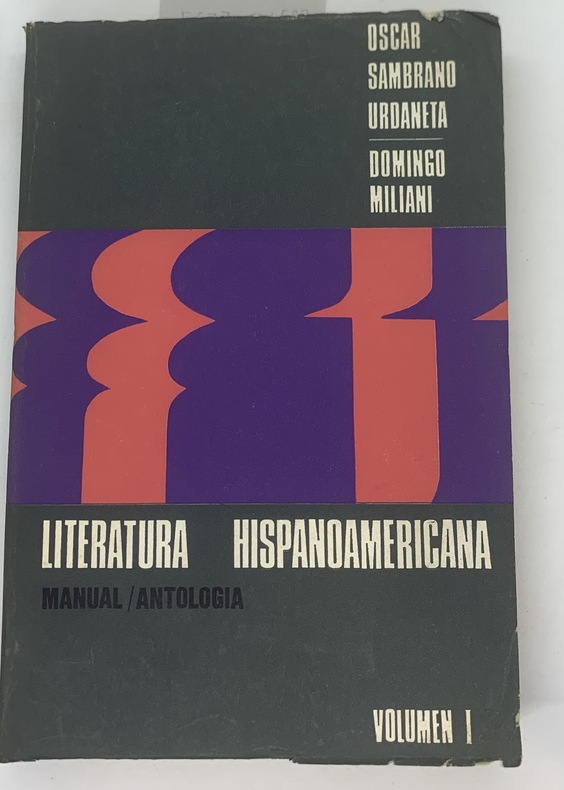 OSCAR
SAMBRANO
URDANETA
DOMINGO
MILIANI
LITERATURA HISPANOAMERICANA
MANUAL / ANTOLOGIA
VOLUMEN I